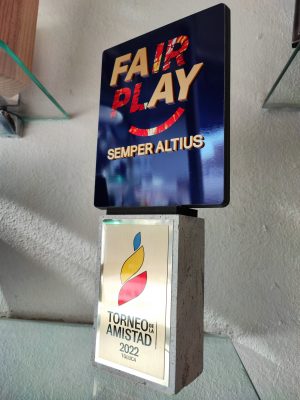 FAIR
PLAY
SEMPER ALTIUS
TORNEO DE LA
AMISTAD
2022
TOLUCA